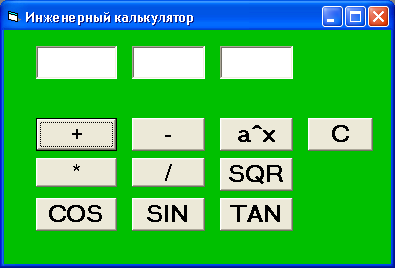 Инженерный калькулятор
+ - a^x C
* / SQR
COS SIN TAN